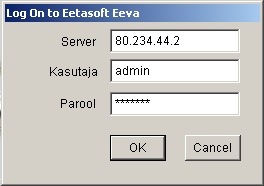 Log On to Eetasoft Eeva
Server 80.234.44.2
Kasutaja admin
Parool *******
OK Cancel